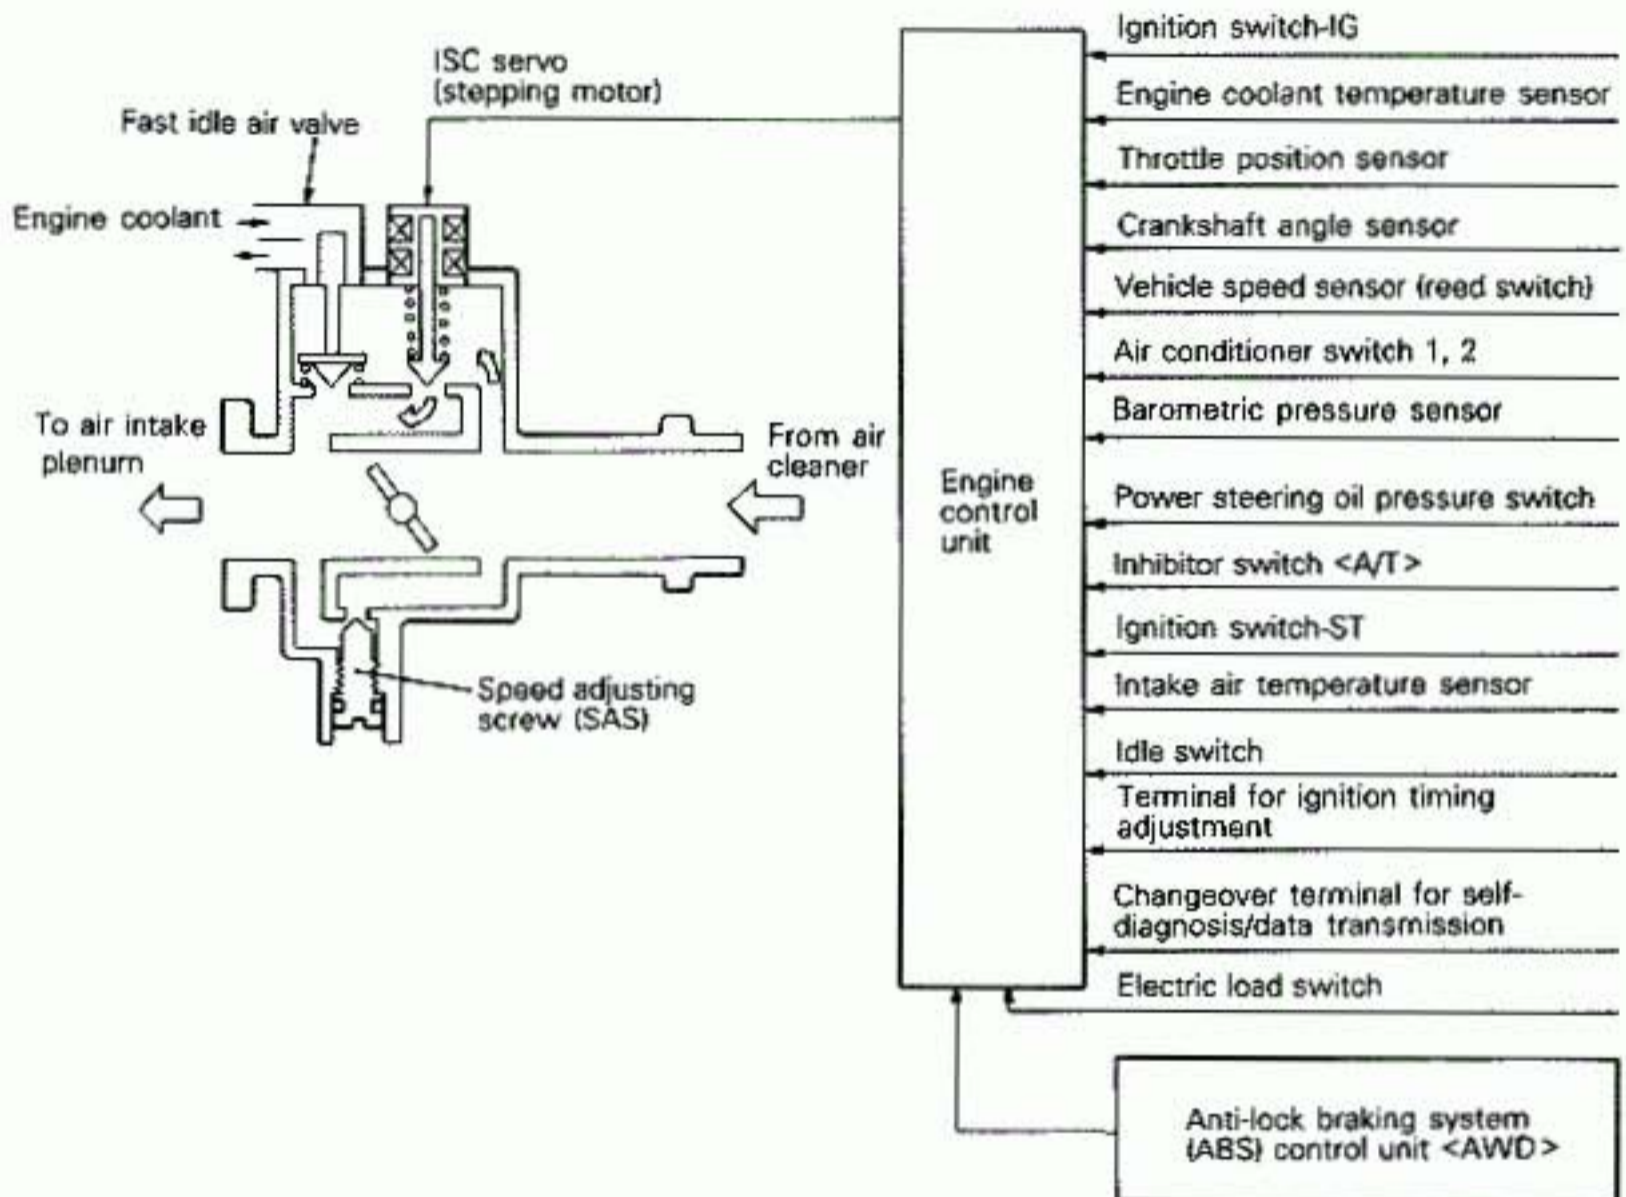 ISC servo
(stepping motor)
Fast idle air valve
Engine coolant
To air intake
plenum
From air
cleaner
Speed adjusting
screw (SAS)
Engine
control
unit
Ignition switch-IG
Engine coolant temperature sensor
Throttle position sensor
Crankshaft angle sensor
Vehicle speed sensor (reed switch)
Air conditioner switch 1, 2
Barometric pressure sensor
Power steering oil pressure switch
Inhibitor switch <A/T>
Ignition switch-ST
Intake air temperature sensor
Idle switch
Terminal for ignition timing
adjustment
Changeover terminal for self-
diagnosis/data transmission
Electric load switch
Anti-lock braking system
(ABS) control unit <AWD>